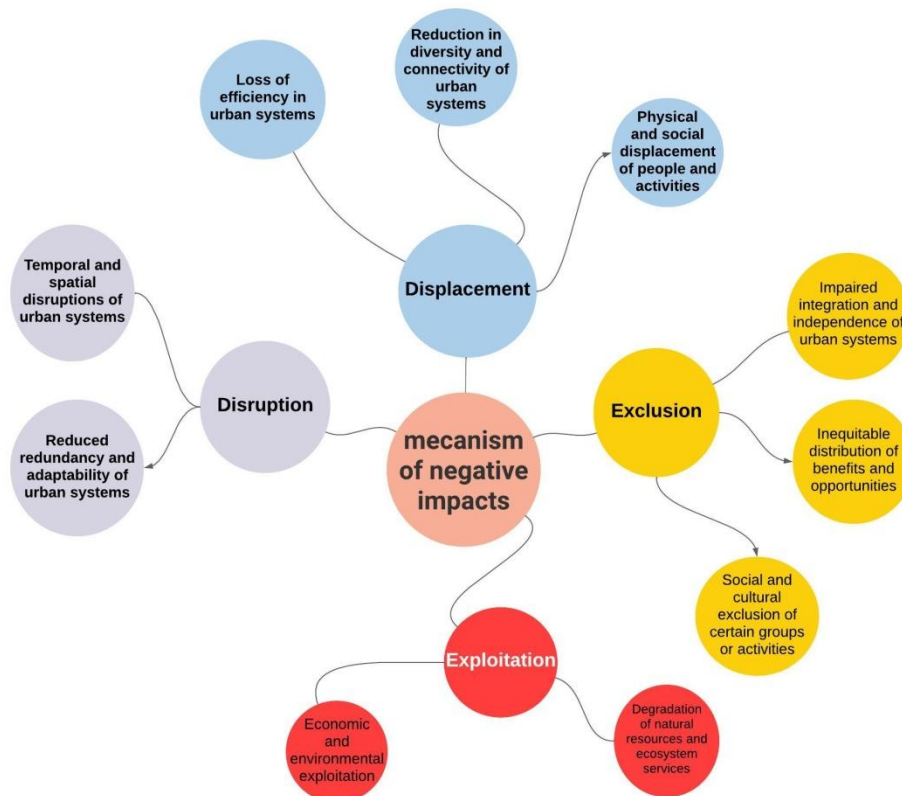 Reduction in
diversity and
connectivity of
urban
systems
Loss of
efficiency in
urban systems
Physical
and social
displacement
of people and
activities
Displacement
Temporal and
spatial
disruptions of
urban systems
Impaired
integration and
independence of
urban systems
Disruption
Exclusion
Reduced
redundancy and
adaptability of
urban systems
mecanism
of negative
impacts
Inequitable
distribution of
benefits and
opportunities
Social and
cultural
exclusion of
certain groups
or activities
Exploitation
Economic
and
environmental
exploitation
Degradation
of natural
resources and
ecosystem
services